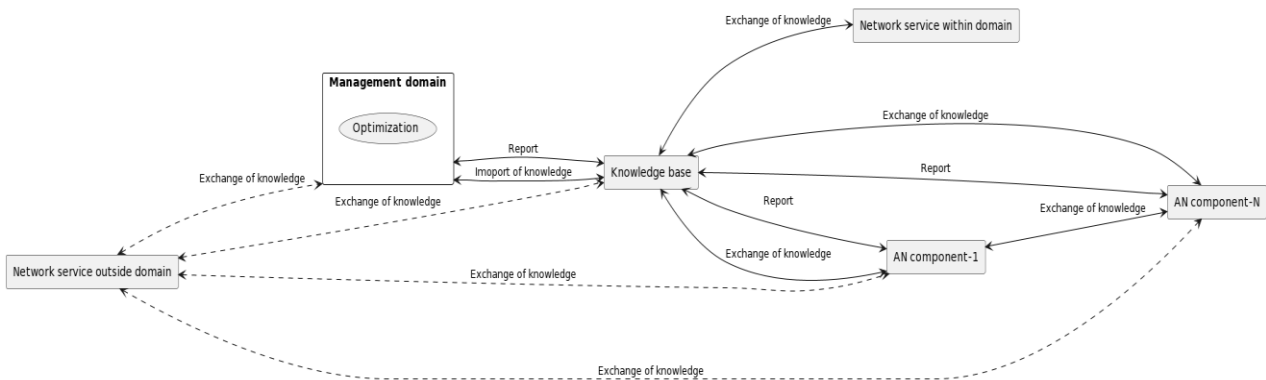 Exchange of knowledge
Network service within domain
Management domain
Optimization
Exchange of knowledge
Report
Imoport of knowledge
Knowledge base
Report
Exchange of knowledge
Exchange of knowledge
Report
Exchange of knowledge
AN component-N
Network service outside domain
Exchange of knowledge
Exchange of knowledge
AN component-1
Exchange of knowledge